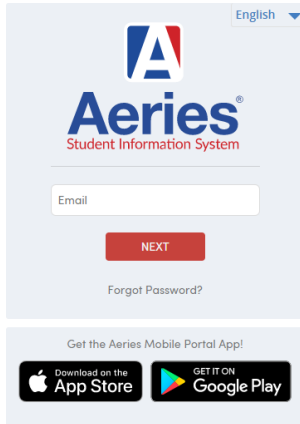 English
A
Aeries®
Student Information System
Email
NEXT
Forgot Password?
Get the Aeries Mobile Portal App!
Download on the
App Store
GET IT ON
Google Play